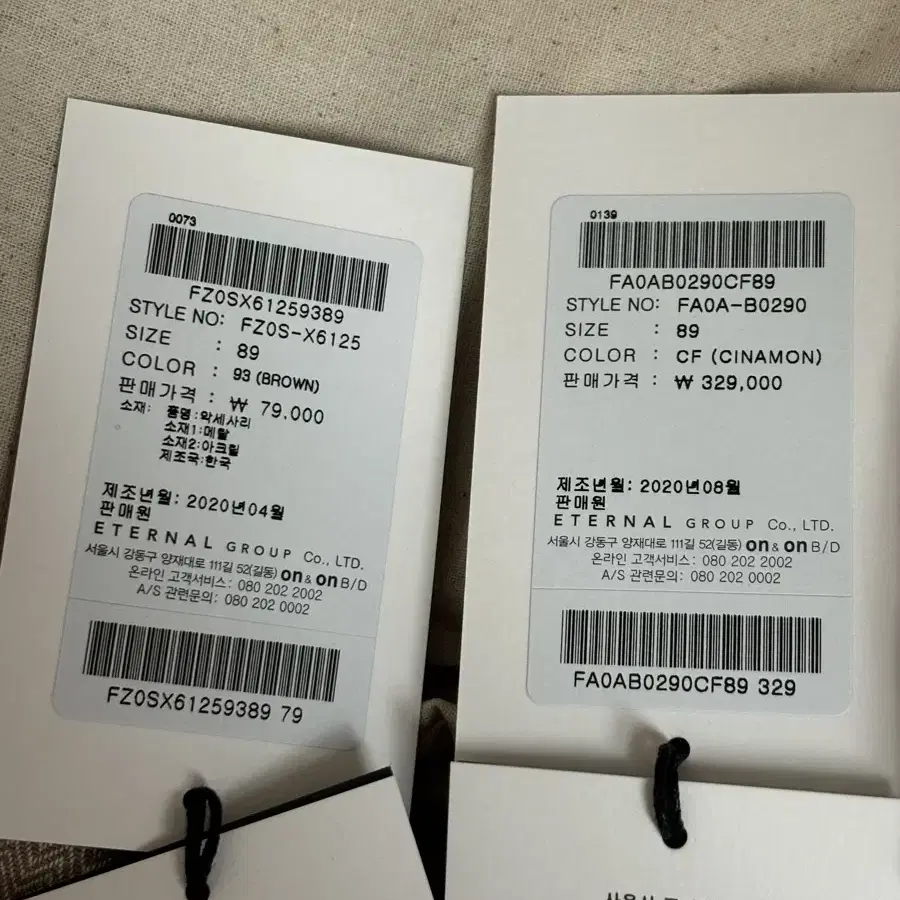 0073
FZ0SX61259389
STYLE NO: FZ0S-X6125
SIZE : 89
COLOR : 93 (BROWN)
판매가격 : ₩ 79.000
소재: 품명:악세사리
소재1:메탈
소재2:아크릴
제조국:한국
제조년월: 2020년04월
판매원
ETERNAL GROUP Co., LTD.
서울시 강동구 양재대로 111길 52(길동) on & on B/D
온라인 고객서비스: 080 202 2002
A/S 관련문의: 080 202 0002
FZ0SX61259389 79
0139
FA0AB0290CF89
STYLE NO: FA0A-B0290
SIZE : 89
COLOR : CF (CINAMON)
판매가격 : ₩ 329,000
제조년월: 2020년08월
판매원
ETERNAL GROUP Co., LTD.
서울시 강동구 양재대로 111길 52(길동) on & on B/D
온라인 고객서비스: 080 202 2002
A/S 관련문의: 080 202 0002
FA0AB0290CF89 329